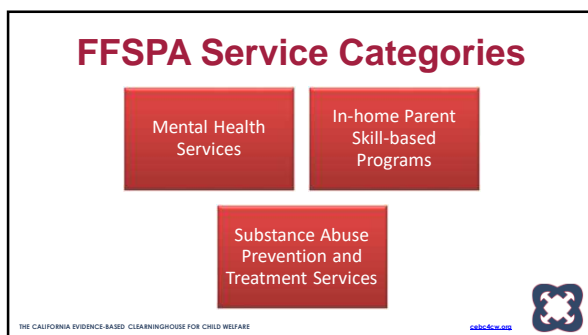 FFSPA Service Categories
Mental Health
Services
In-home Parent
Skill-based
Programs
Substance Abuse
Prevention and
Treatment Services
THE CALIFORNIA EVIDENCE-BASED CLEARNINGHOUSE FOR CHILD WELFARE
cebc4cw.org